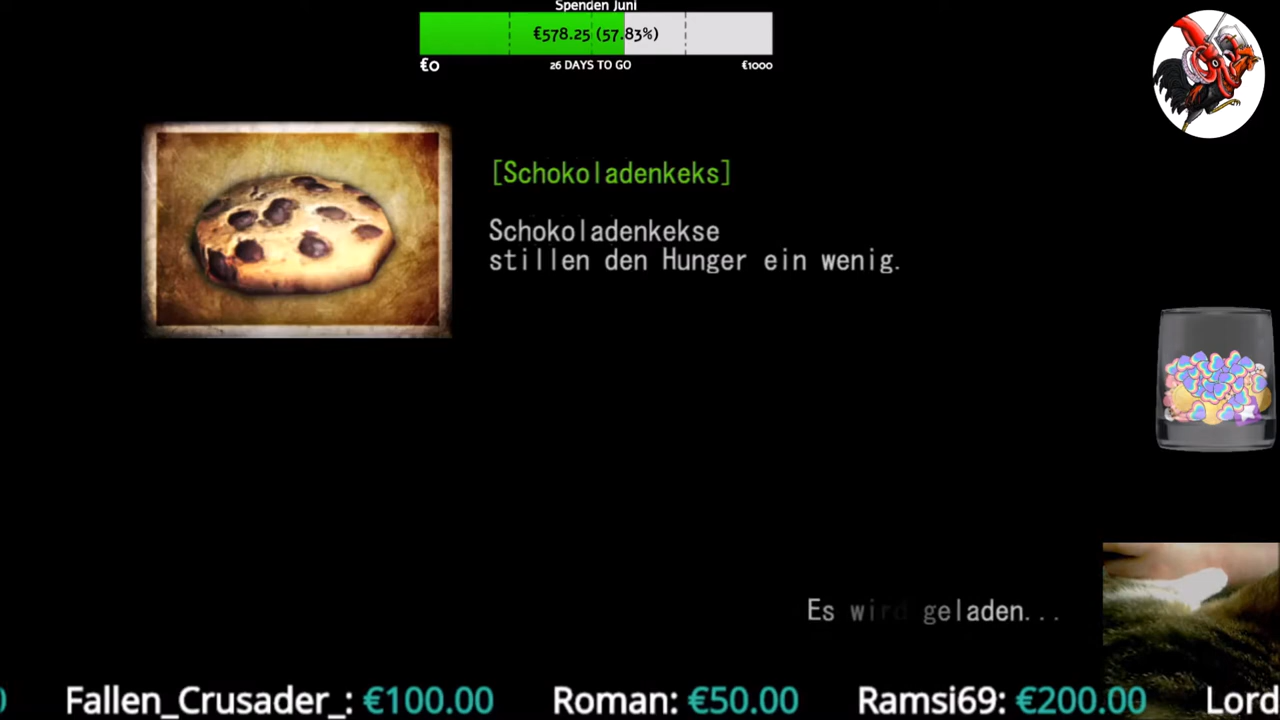 Spenden Juni
€578.25 (57.83%)
€0
26 DAYS TO GO
€1000
[Schokoladenkeks]
Schokoladenkekse
stillen den Hunger ein wenig.
Es wird geladen...
Fallen_Crusader_: €100.00 Roman: €50.00 Ramsi69: €200.00 Lord